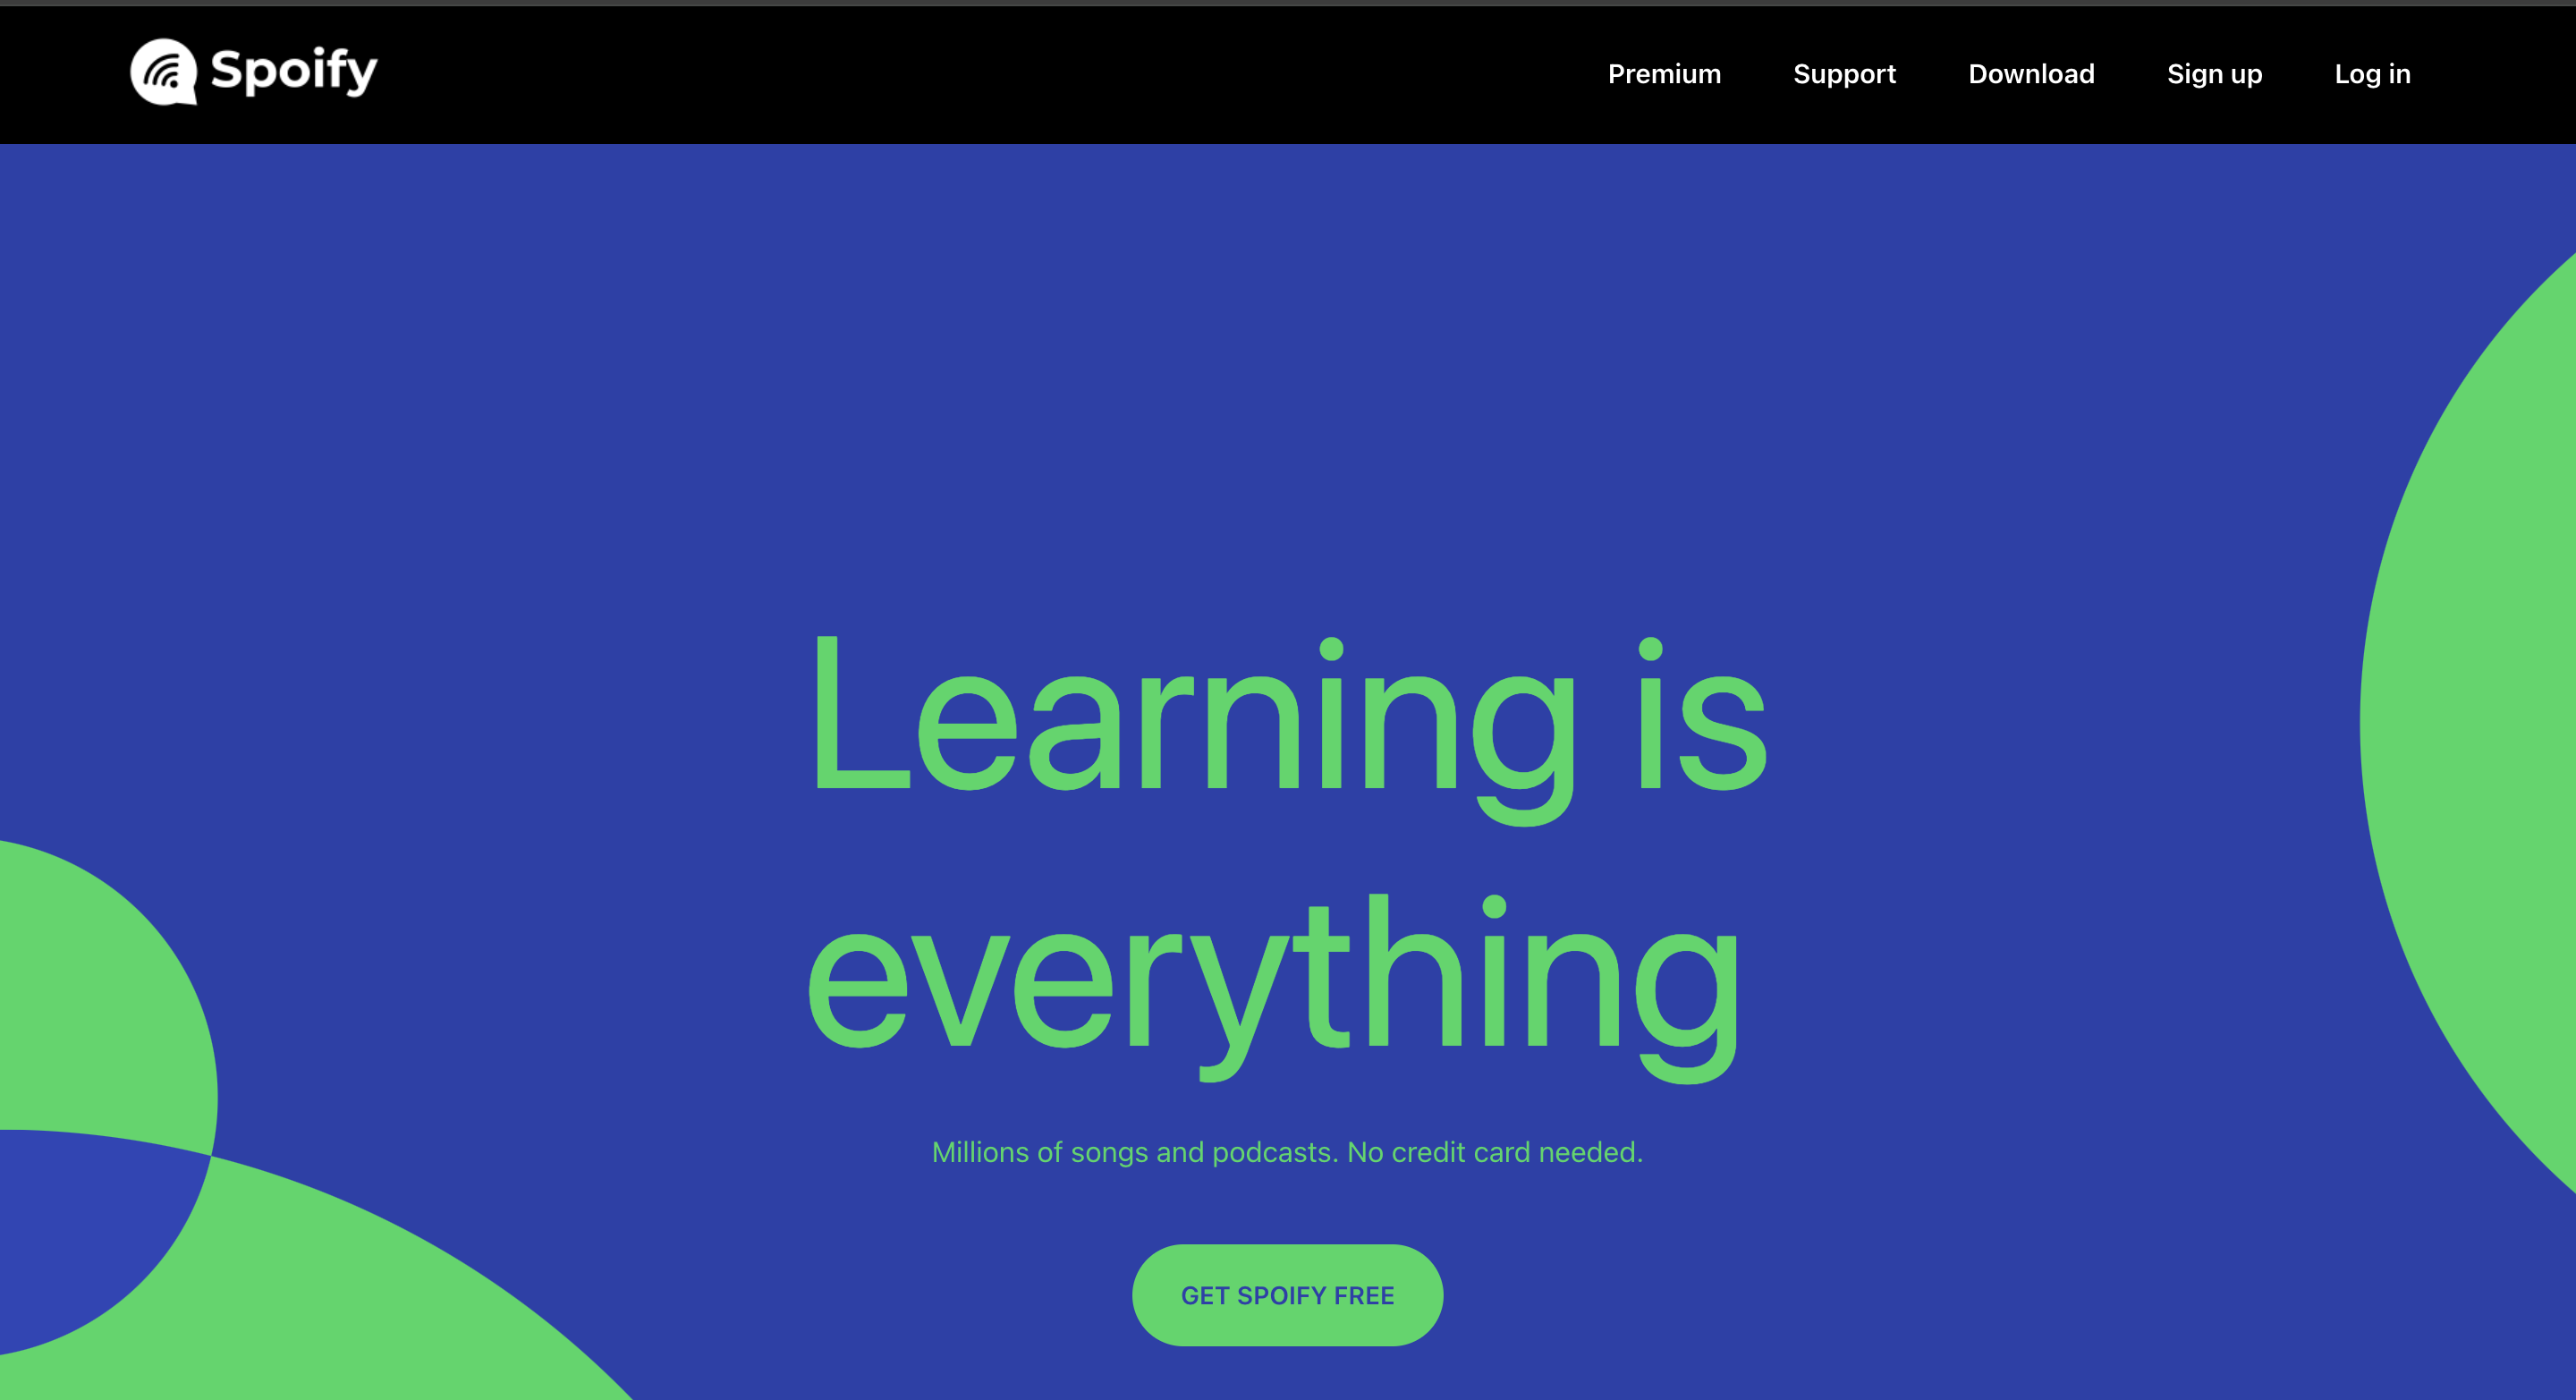 Spoify
Premium Support Download Sign up Log in
Learning is
everything
Millions of songs and podcasts. No credit card needed.
GET SPOIFY FREE